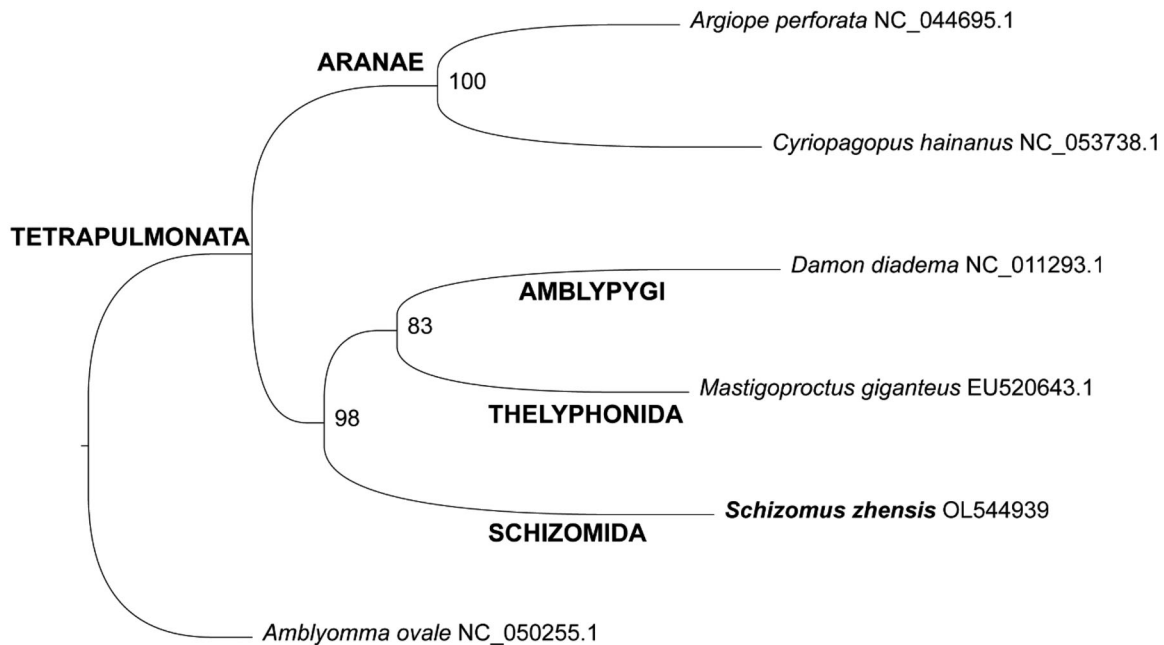 Argiope perforata NC_044695.1
ARANAE
100
Cyriopagopus hainanus NC_053738.1
TETRAPULMONATA
Damon diadema NC_011293.1
AMBLYPYGI
83
Mastigoproctus giganteus EU520643.1
THELYPHONIDA
98
Schizomus zhensis OL544939
SCHIZOMIDA
Amblyomma ovale NC_050255.1